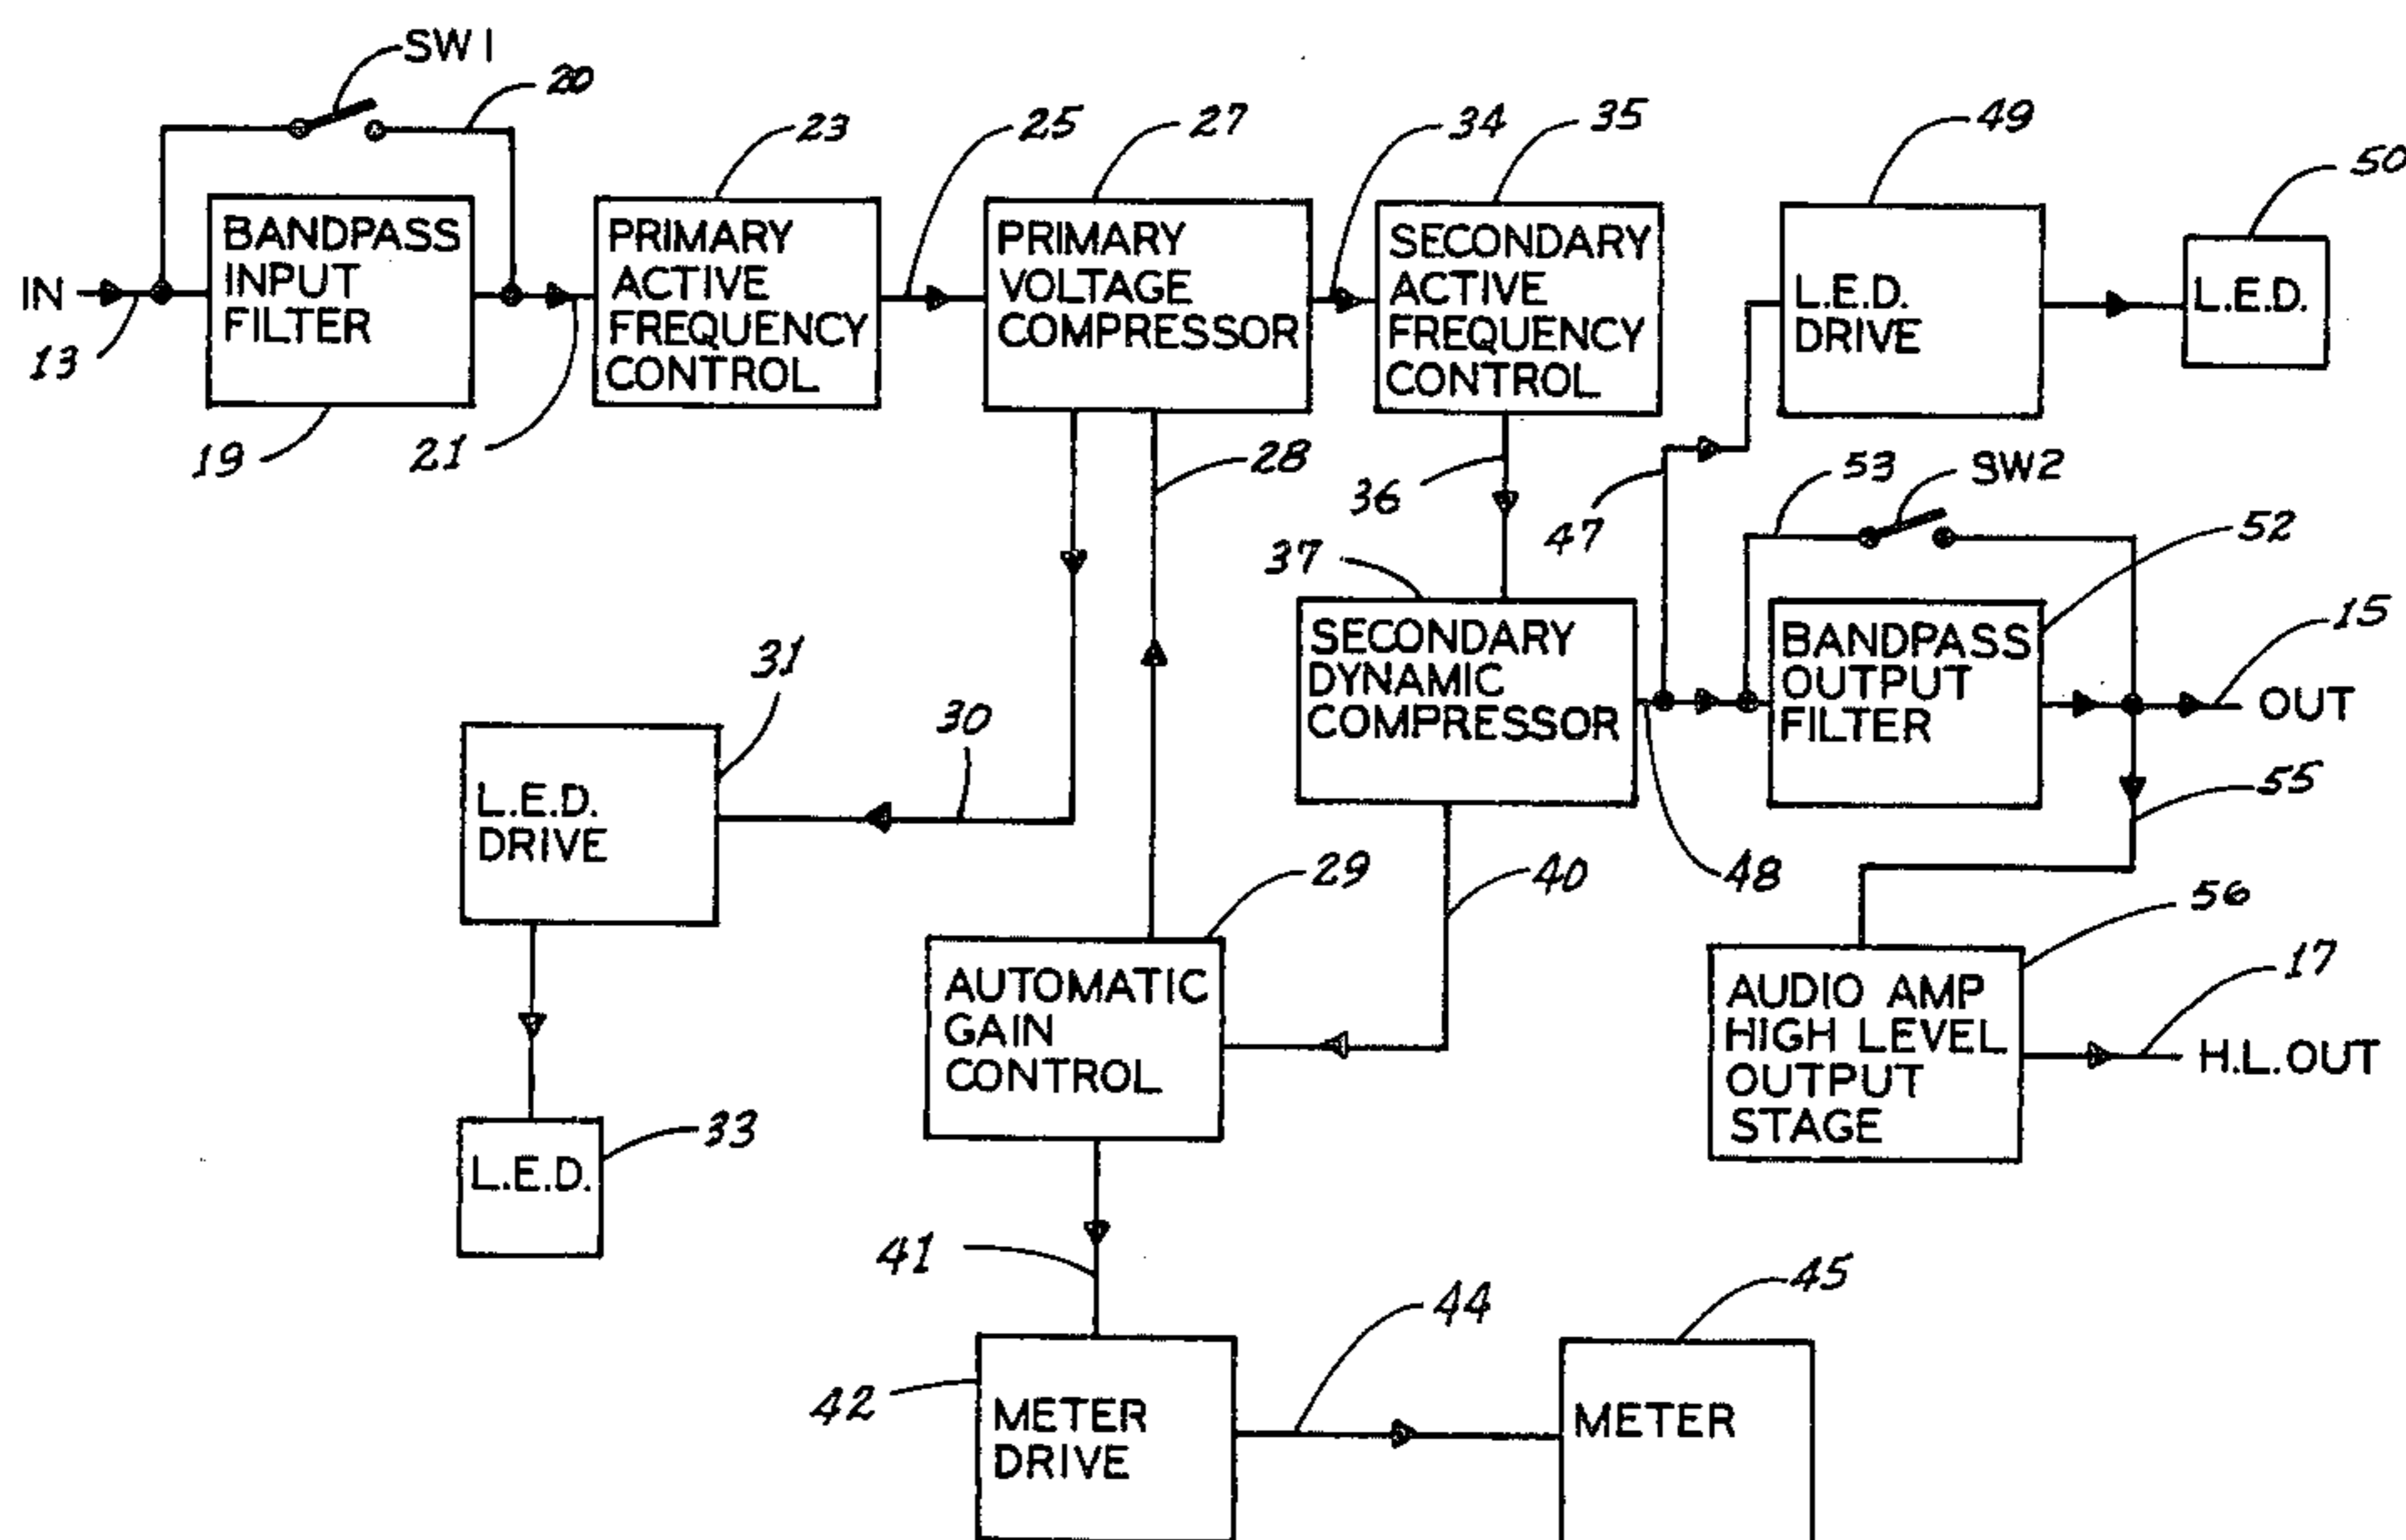 SW1
20
23
25
27
34
35
49
50
IN
13
BANDPASS
INPUT
FILTER
19
21
PRIMARY
ACTIVE
FREQUENCY
CONTROL
PRIMARY
VOLTAGE
COMPRESSOR
SECONDARY
ACTIVE
FREQUENCY
CONTROL
L.E.D.
DRIVE
L.E.D.
28
36
47
53
SW2
52
37
SECONDARY
DYNAMIC
COMPRESSOR
BANDPASS
OUTPUT
FILTER
15
OUT
31
30
L.E.D.
DRIVE
48
55
29
40
56
AUTOMATIC
GAIN
CONTROL
AUDIO AMP
HIGH LEVEL
OUTPUT
STAGE
17
H.L.OUT
33
L.E.D.
41
44
45
42
METER
DRIVE
METER